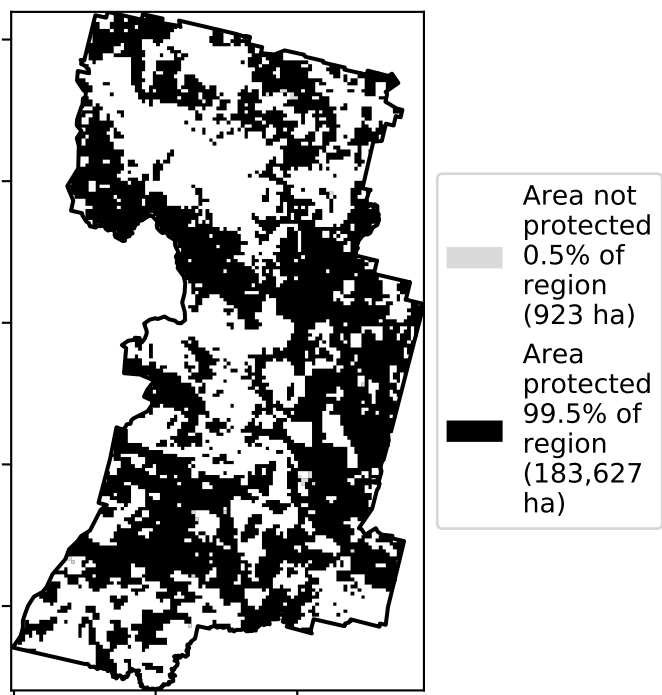 Area not
protected
0.5% of
region
(923 ha)
Area
protected
99.5% of
region
(183,627
ha)